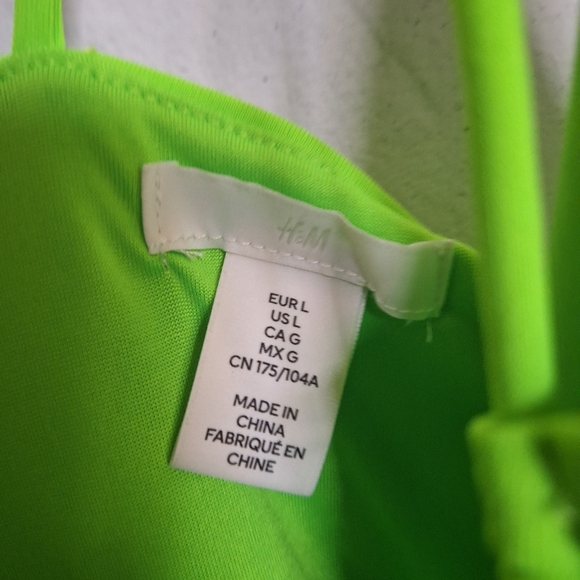 H&M
EUR L
US L
CA G
MX G
CN 175/104A
MADE IN
CHINA
FABRIQUÉ EN
CHINE